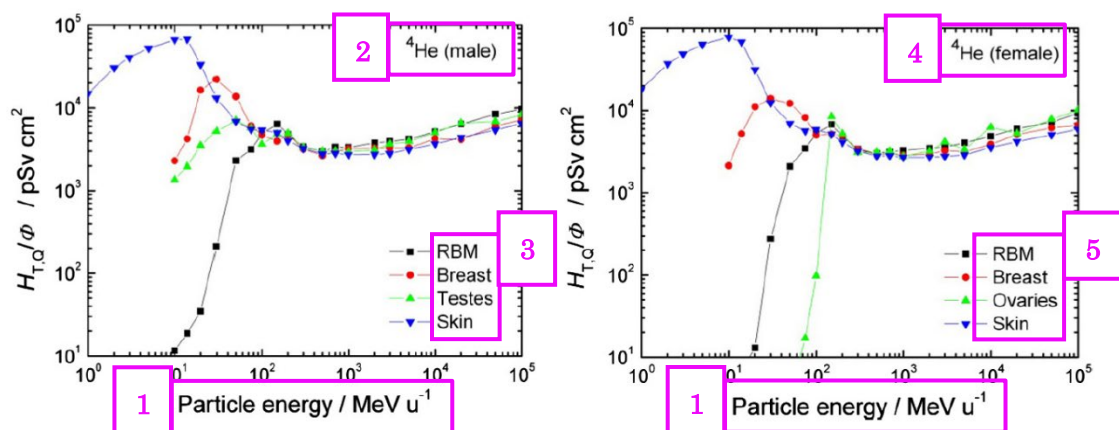 2
⁴He (male)
10⁵
10⁴
10³
10²
10¹
H_T,Q/Φ / pSv cm²
3
RBM
Breast
Testes
Skin
10⁰ 10¹ 10² 10³ 10⁴ 10⁵
1
Particle energy / MeV u⁻¹
4
⁴He (female)
10⁵
10⁴
10³
10²
10¹
H_T,Q/Φ / pSv cm²
5
RBM
Breast
Ovaries
Skin
10⁰ 10¹ 10² 10³ 10⁴ 10⁵
1
Particle energy / MeV u⁻¹